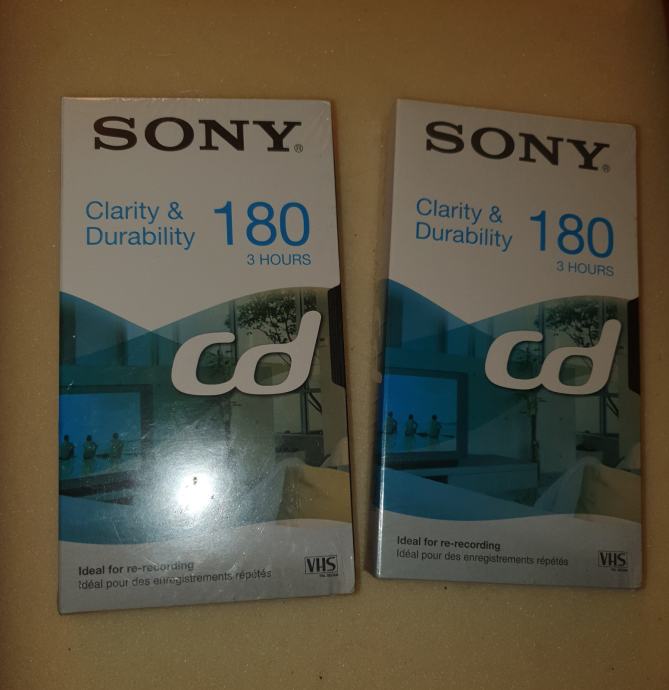 SONY®
Clarity &
Durability
180
3 HOURS
cd
Ideal for re-recording
Idéal pour des enregistrements répétés
VHS
SONY®
Clarity &
Durability
180
3 HOURS
cd
Ideal for re-recording
Idéal pour des enregistrements répétés
VHS